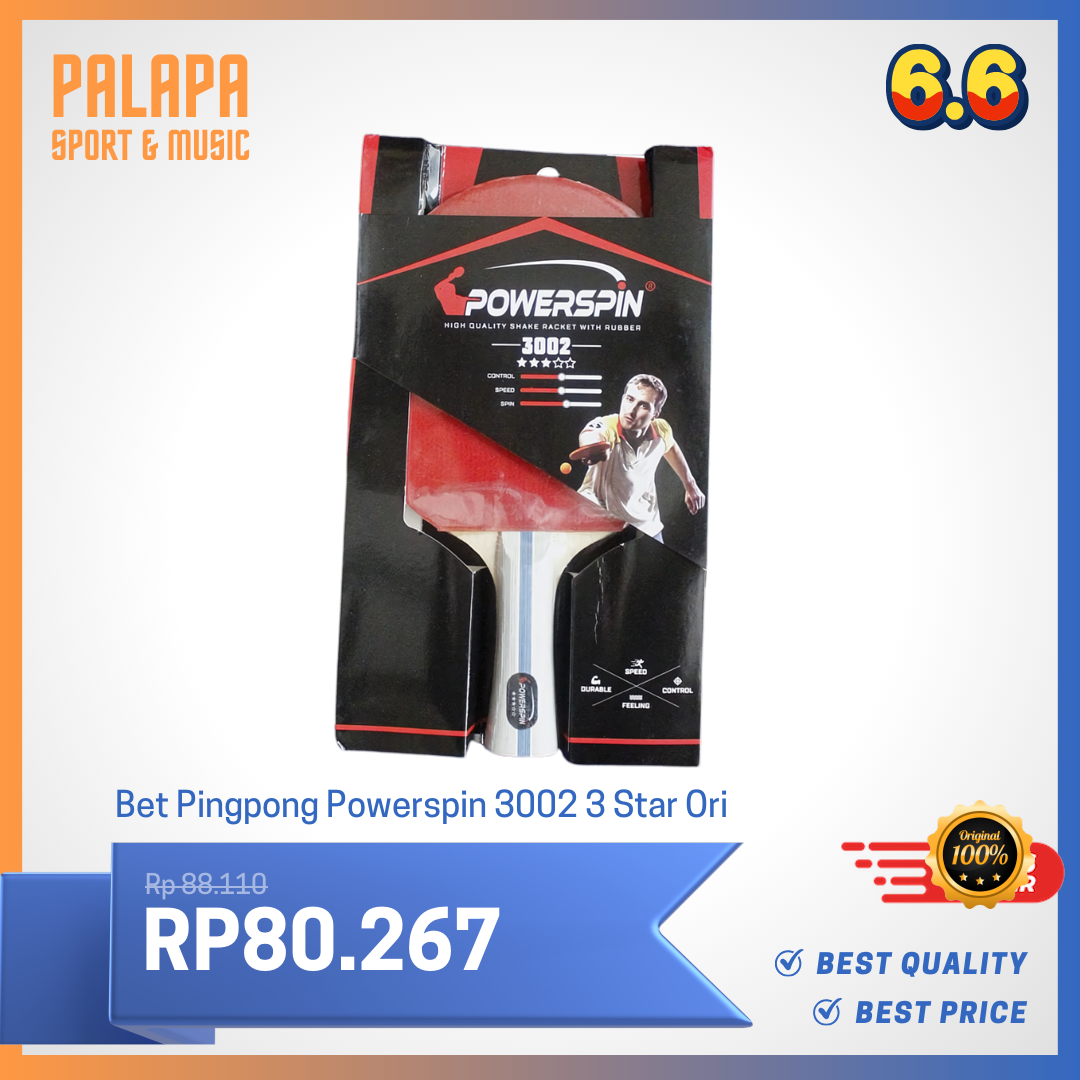 PALAPA
SPORT & MUSIC
6.6
POWERSPIN®
HIGH QUALITY SHAKE RACKET WITH RUBBER
3002
CONTROL
SPEED
SPIN
SPEED
DURABLE
CONTROL
FEELING
POWERSPIN
Bet Pingpong Powerspin 3002 3 Star Ori
Rp 88.110
RP80.267
Original
100%
BEST QUALITY
BEST PRICE